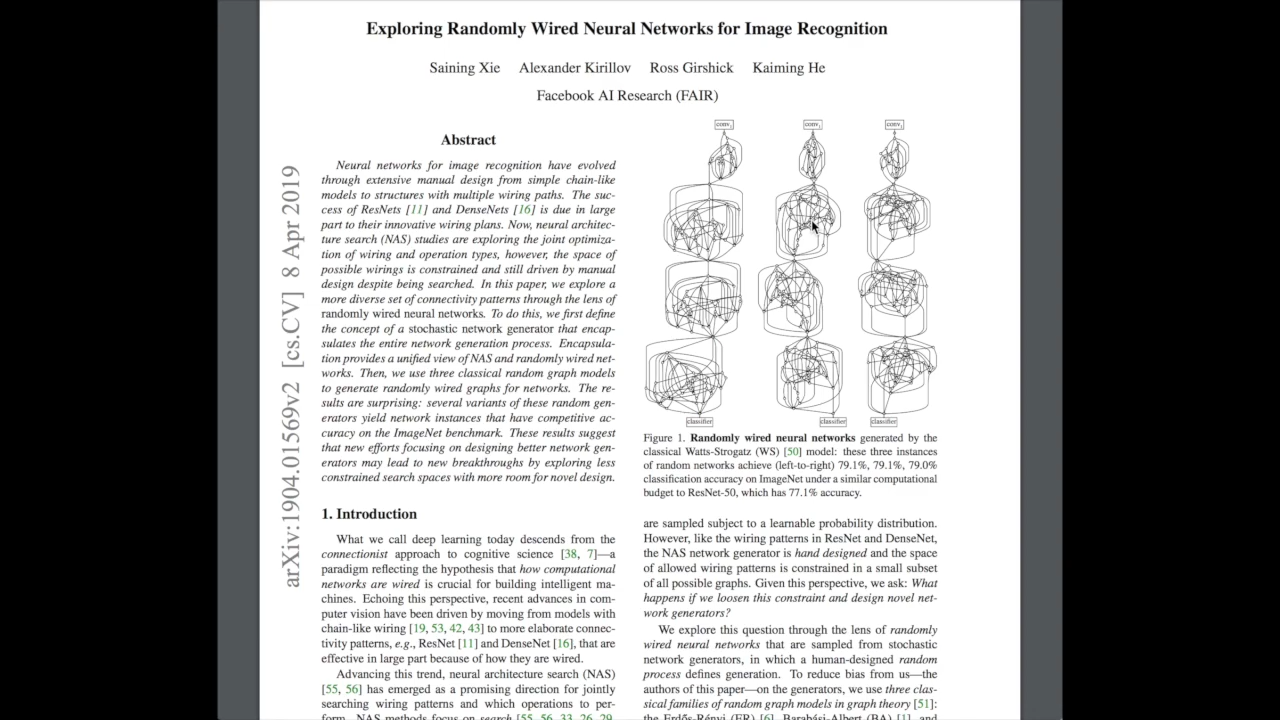 Exploring Randomly Wired Neural Networks for Image Recognition
Saining Xie Alexander Kirillov Ross Girshick Kaiming He
Facebook AI Research (FAIR)
arXiv:1904.01569v2 [cs.CV] 8 Apr 2019
Abstract
Neural networks for image recognition have evolved
through extensive manual design from simple chain-like
models to structures with multiple wiring paths. The suc-
cess of ResNets [11] and DenseNets [16] is due in large
part to their innovative wiring plans. Now, neural architec-
ture search (NAS) studies are exploring the joint optimiza-
tion of wiring and operation types, however, the space of
possible wirings is constrained and still driven by manual
design despite being searched. In this paper, we explore a
more diverse set of connectivity patterns through the lens of
randomly wired neural networks. To do this, we first define
the concept of a stochastic network generator that encap-
sulates the entire network generation process. Encapsula-
tion provides a unified view of NAS and randomly wired net-
works. Then, we use three classical random graph models
to generate randomly wired graphs for networks. The re-
sults are surprising: several variants of these random gen-
erators yield network instances that have competitive ac-
curacy on the ImageNet benchmark. These results suggest
that new efforts focusing on designing better network gen-
erators may lead to new breakthroughs by exploring less
constrained search spaces with more room for novel design.
1. Introduction
What we call deep learning today descends from the
connectionist approach to cognitive science [38, 7]—a
paradigm reflecting the hypothesis that how computational
networks are wired is crucial for building intelligent ma-
chines. Echoing this perspective, recent advances in com-
puter vision have been driven by moving from models with
chain-like wiring [19, 53, 42, 43] to more elaborate connec-
tivity patterns, e.g., ResNet [11] and DenseNet [16], that are
effective in large part because of how they are wired.
Advancing this trend, neural architecture search (NAS)
[55, 56] has emerged as a promising direction for jointly
searching wiring patterns and which operations to per-
form. NAS methods focus on search [55, 56, 33, 26, 29,
conv1 conv1 conv1
classifier classifier classifier
Figure 1. Randomly wired neural networks generated by the
classical Watts-Strogatz (WS) [50] model: these three instances
of random networks achieve (left-to-right) 79.1%, 79.1%, 79.0%
classification accuracy on ImageNet under a similar computational
budget to ResNet-50, which has 77.1% accuracy.
are sampled subject to a learnable probability distribution.
However, like the wiring patterns in ResNet and DenseNet,
the NAS network generator is hand designed and the space
of allowed wiring patterns is constrained in a small subset
of all possible graphs. Given this perspective, we ask: What
happens if we loosen this constraint and design novel net-
work generators?
We explore this question through the lens of randomly
wired neural networks that are sampled from stochastic
network generators, in which a human-designed random
process defines generation. To reduce bias from us—the
authors of this paper—on the generators, we use three clas-
sical families of random graph models in graph theory [51]:
the Erdős-Rényi (ER) [6], Barabási-Albert (BA) [1], and